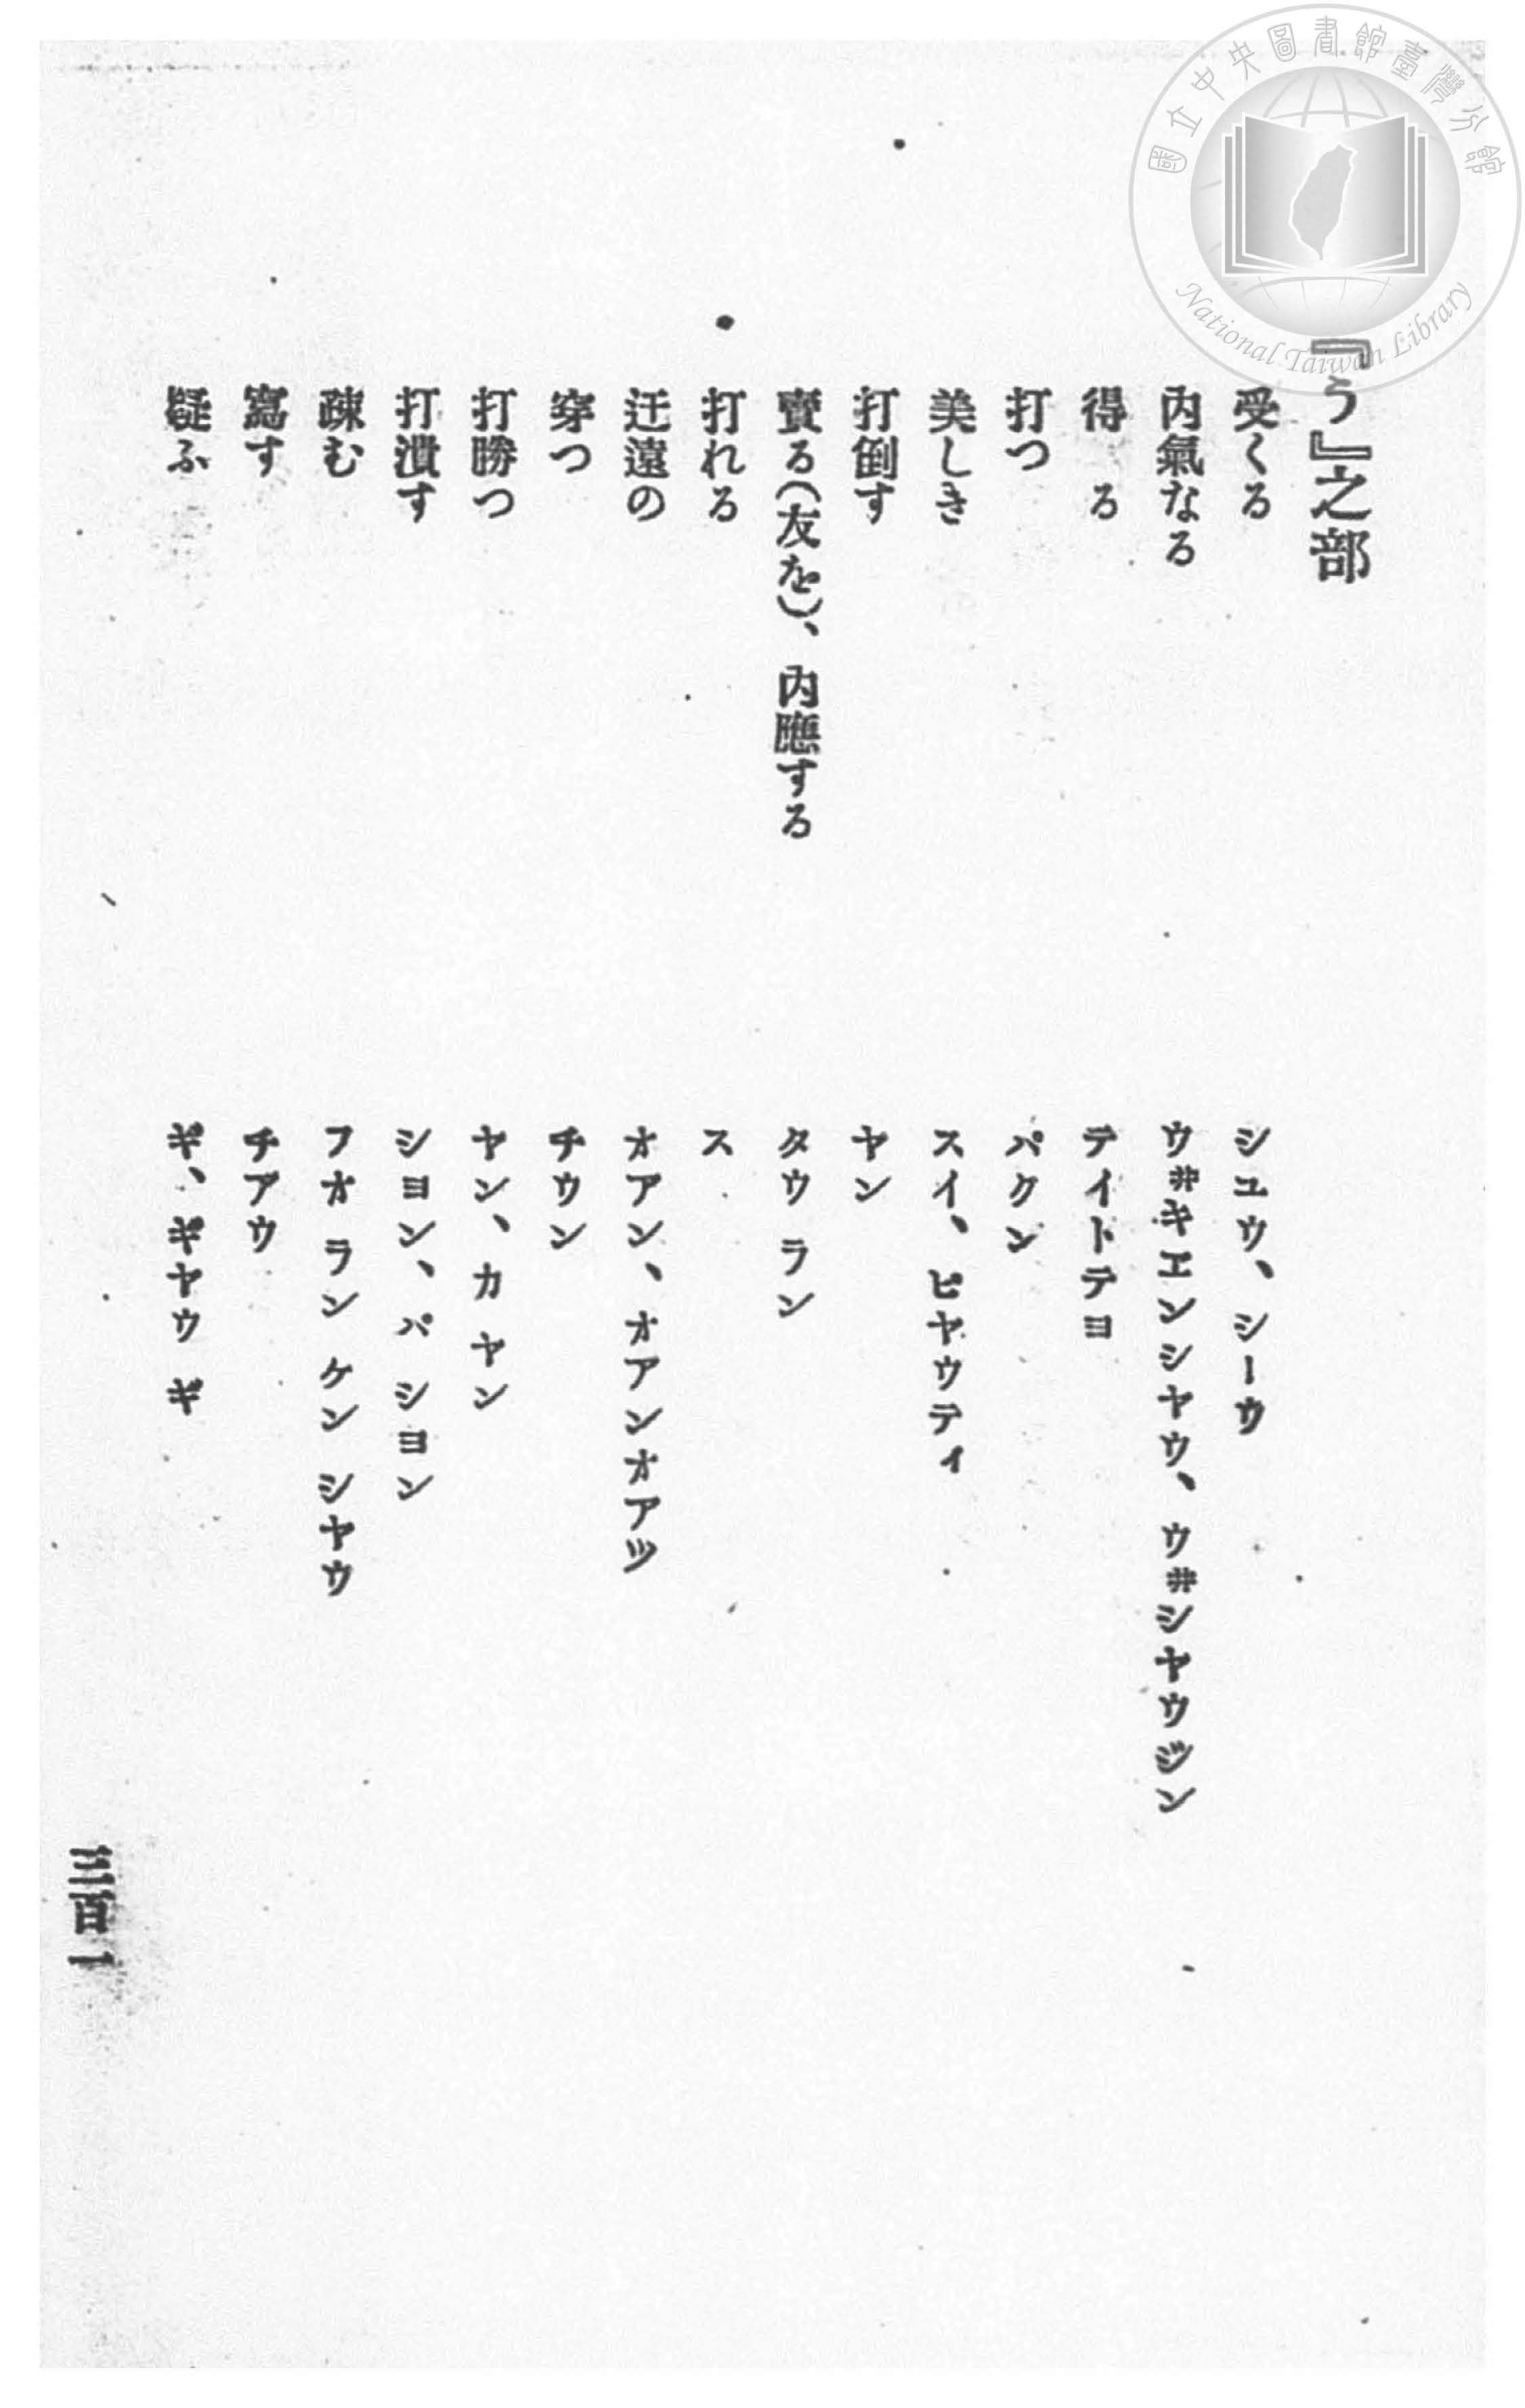 國立中央圖書館臺灣分館
National Taiwan Library
『う』之部
受くる　シユウ、シーウ
內氣なる　ウ井キエンシヤウ、ウ井シヤウジン
得る　テイトテヨ
打つ　パクン
美しき　スイ、ピヤウテイ
打倒す　ヤン
賣る(友を)、內應する　タウラン
打れる　ス
迂遠の　オアン、オアンオアツ
穿つ　チウン
打勝つ　ヤン、カヤン
打潰す　シヨン、パシヨン
疎む　フオランケンシヤウ
寫す　チアウ
疑ふ　ギ、ギヤウギ
三百一